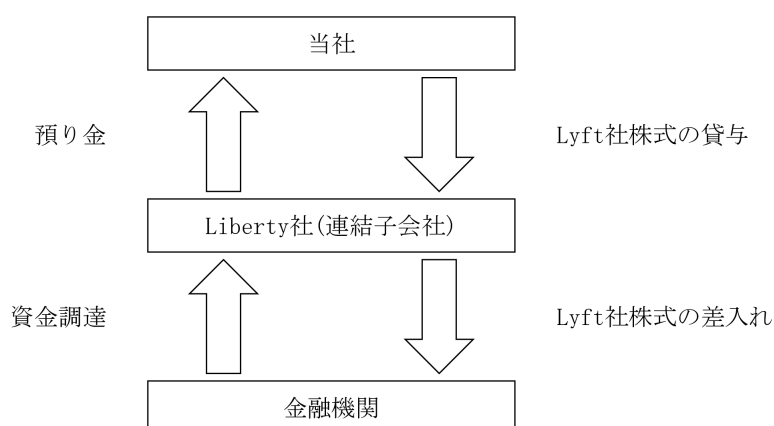 当社
預り金
Lyft社株式の貸与
Liberty社(連結子会社)
資金調達
Lyft社株式の差入れ
金融機関